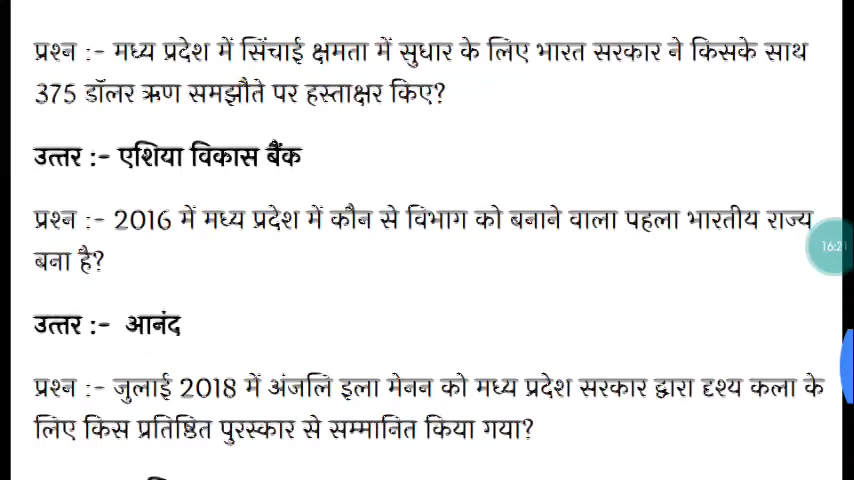 प्रश्न :- मध्य प्रदेश में सिंचाई क्षमता में सुधार के लिए भारत सरकार ने किसके साथ
375 डॉलर ऋण समझौते पर हस्ताक्षर किए?
उत्तर :- एशिया विकास बैंक
प्रश्न :- 2016 में मध्य प्रदेश में कौन से विभाग को बनाने वाला पहला भारतीय राज्य
बना है?
16:21
उत्तर :- आनंद
प्रश्न :- जुलाई 2018 में अंजलि इला मेनन को मध्य प्रदेश सरकार द्वारा दृश्य कला के
लिए किस प्रतिष्ठित पुरस्कार से सम्मानित किया गया?